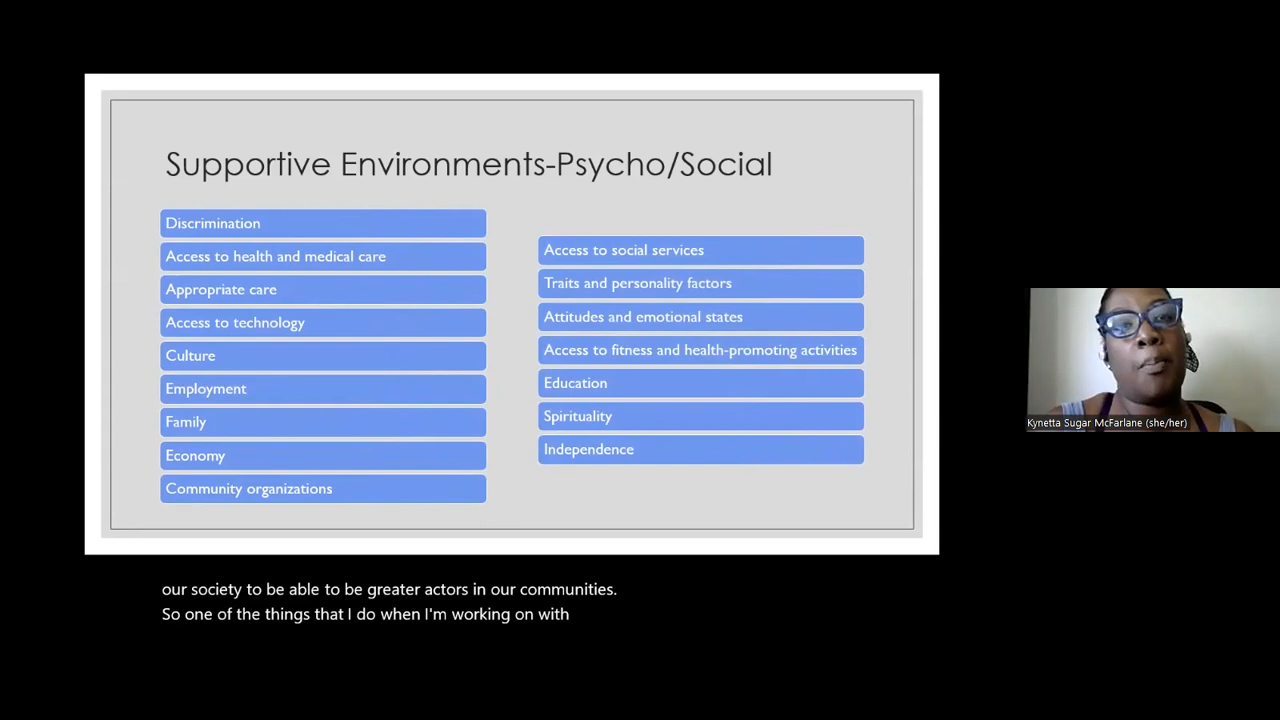 Supportive Environments-Psycho/Social
Discrimination
Access to health and medical care
Appropriate care
Access to technology
Culture
Employment
Family
Economy
Community organizations
Access to social services
Traits and personality factors
Attitudes and emotional states
Access to fitness and health-promoting activities
Education
Spirituality
Independence
Kynetta Sugar McFarlane (she/her)
our society to be able to be greater actors in our communities.
So one of the things that I do when I'm working on with